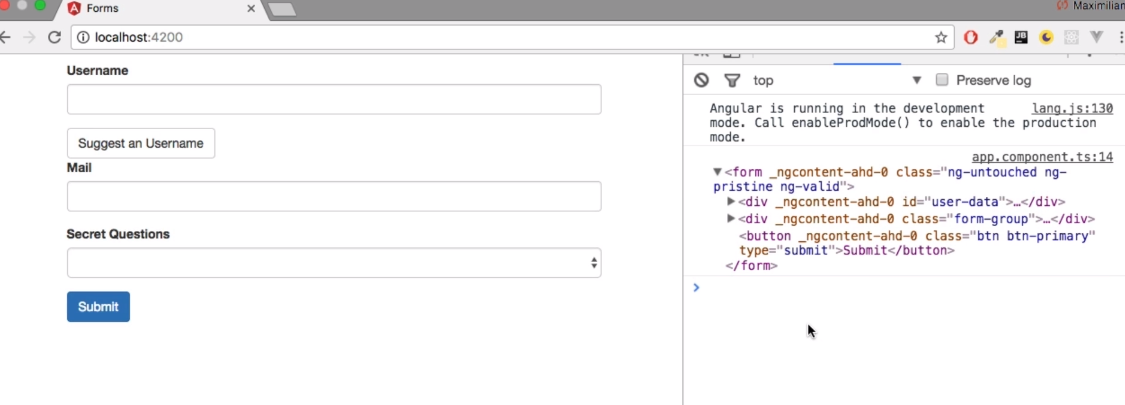 Forms
Maximilian
localhost:4200
Username
Suggest an Username
Mail
Secret Questions
Submit
top
Preserve log
Angular is running in the development lang.js:130
mode. Call enableProdMode() to enable the production
mode.
app.component.ts:14
<form _ngcontent-ahd-0 class="ng-untouched ng-
pristine ng-valid">
<div _ngcontent-ahd-0 id="user-data">…</div>
<div _ngcontent-ahd-0 class="form-group">…</div>
<button _ngcontent-ahd-0 class="btn btn-primary"
type="submit">Submit</button>
</form>